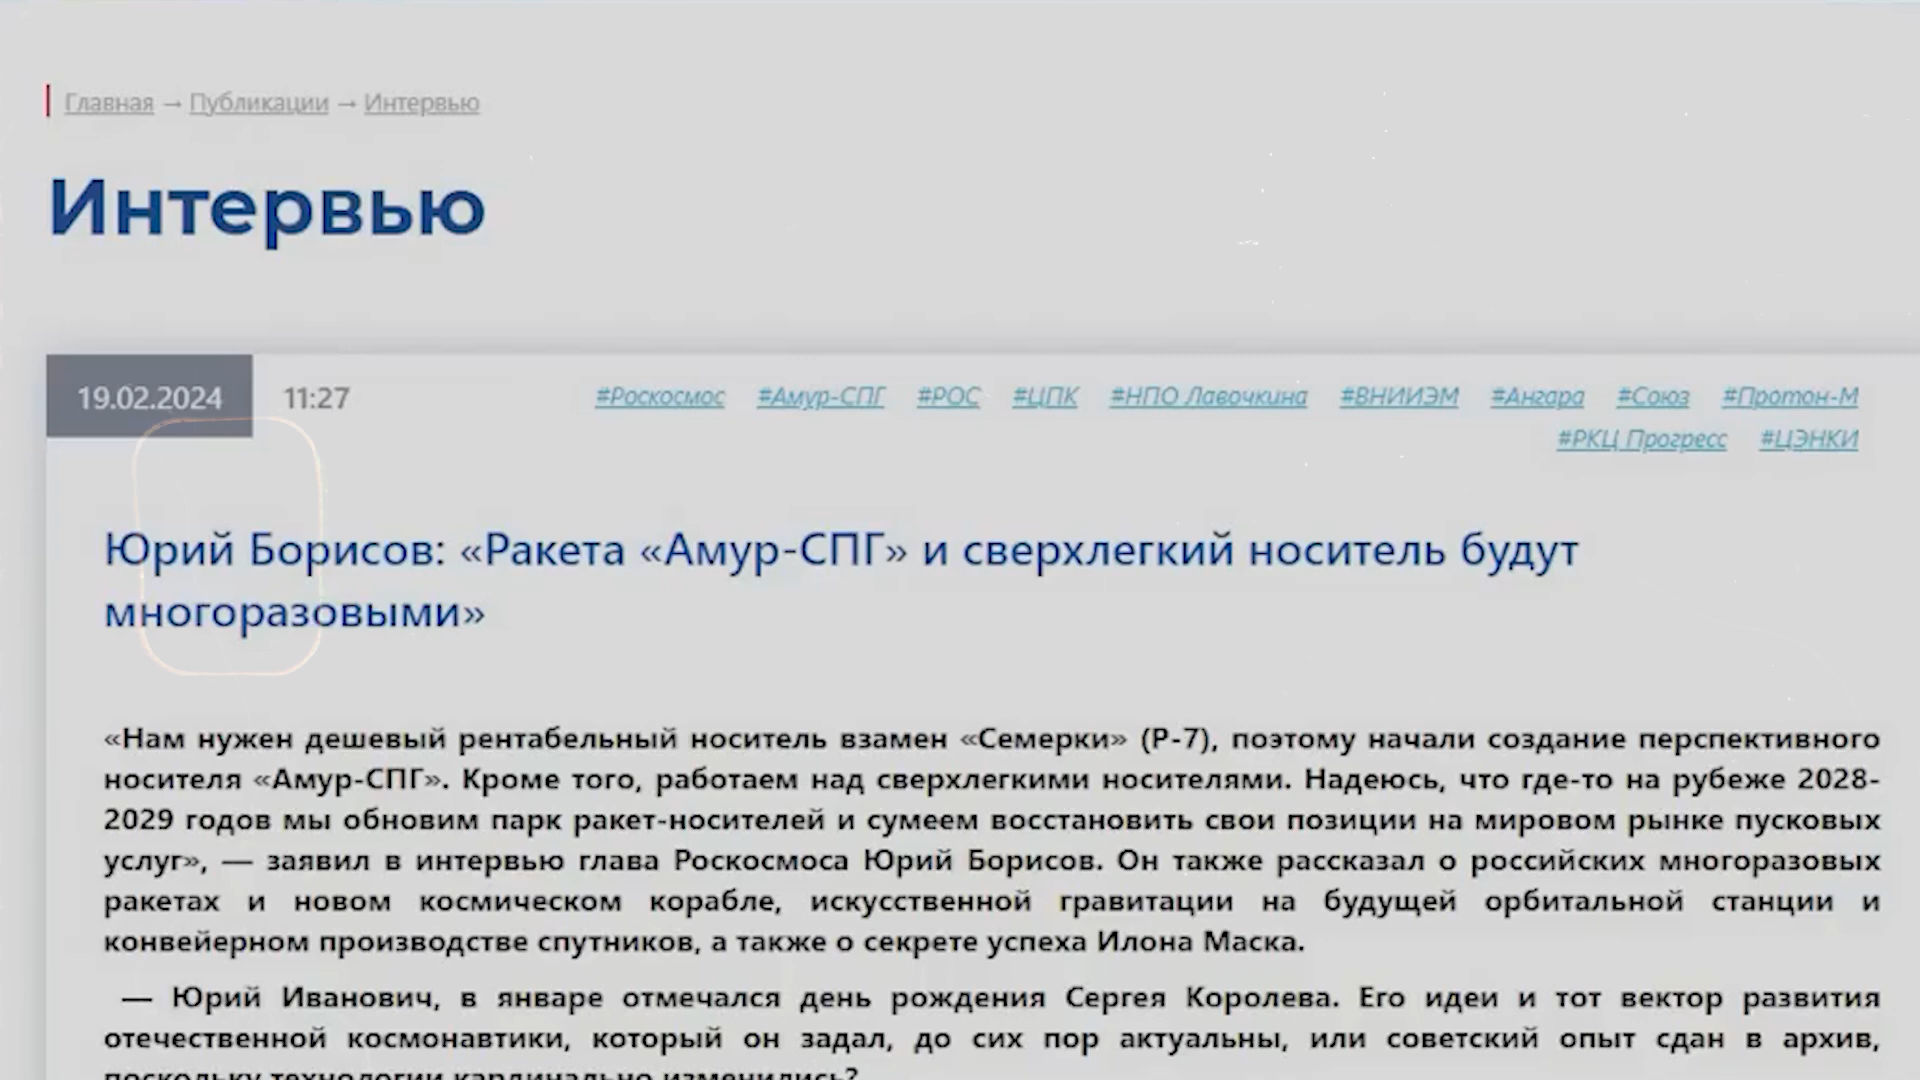 Главная → Публикации → Интервью
Интервью
19.02.2024 11:27 #Роскосмос #Амур-СПГ #РОС #ЦПК #НПО Лавочкина #ВНИИЭМ #Ангара #Союз #Протон-М
#РКЦ Прогресс #ЦЭНКИ
Юрий Борисов: «Ракета «Амур-СПГ» и сверхлегкий носитель будут
многоразовыми»
«Нам нужен дешевый рентабельный носитель взамен «Семерки» (Р-7), поэтому начали создание перспективного
носителя «Амур-СПГ». Кроме того, работаем над сверхлегкими носителями. Надеюсь, что где-то на рубеже 2028-
2029 годов мы обновим парк ракет-носителей и сумеем восстановить свои позиции на мировом рынке пусковых
услуг», — заявил в интервью глава Роскосмоса Юрий Борисов. Он также рассказал о российских многоразовых
ракетах и новом космическом корабле, искусственной гравитации на будущей орбитальной станции и
конвейерном производстве спутников, а также о секрете успеха Илона Маска.
— Юрий Иванович, в январе отмечался день рождения Сергея Королева. Его идеи и тот вектор развития
отечественной космонавтики, который он задал, до сих пор актуальны, или советский опыт сдан в архив,
поскольку технологии кардинально изменились?